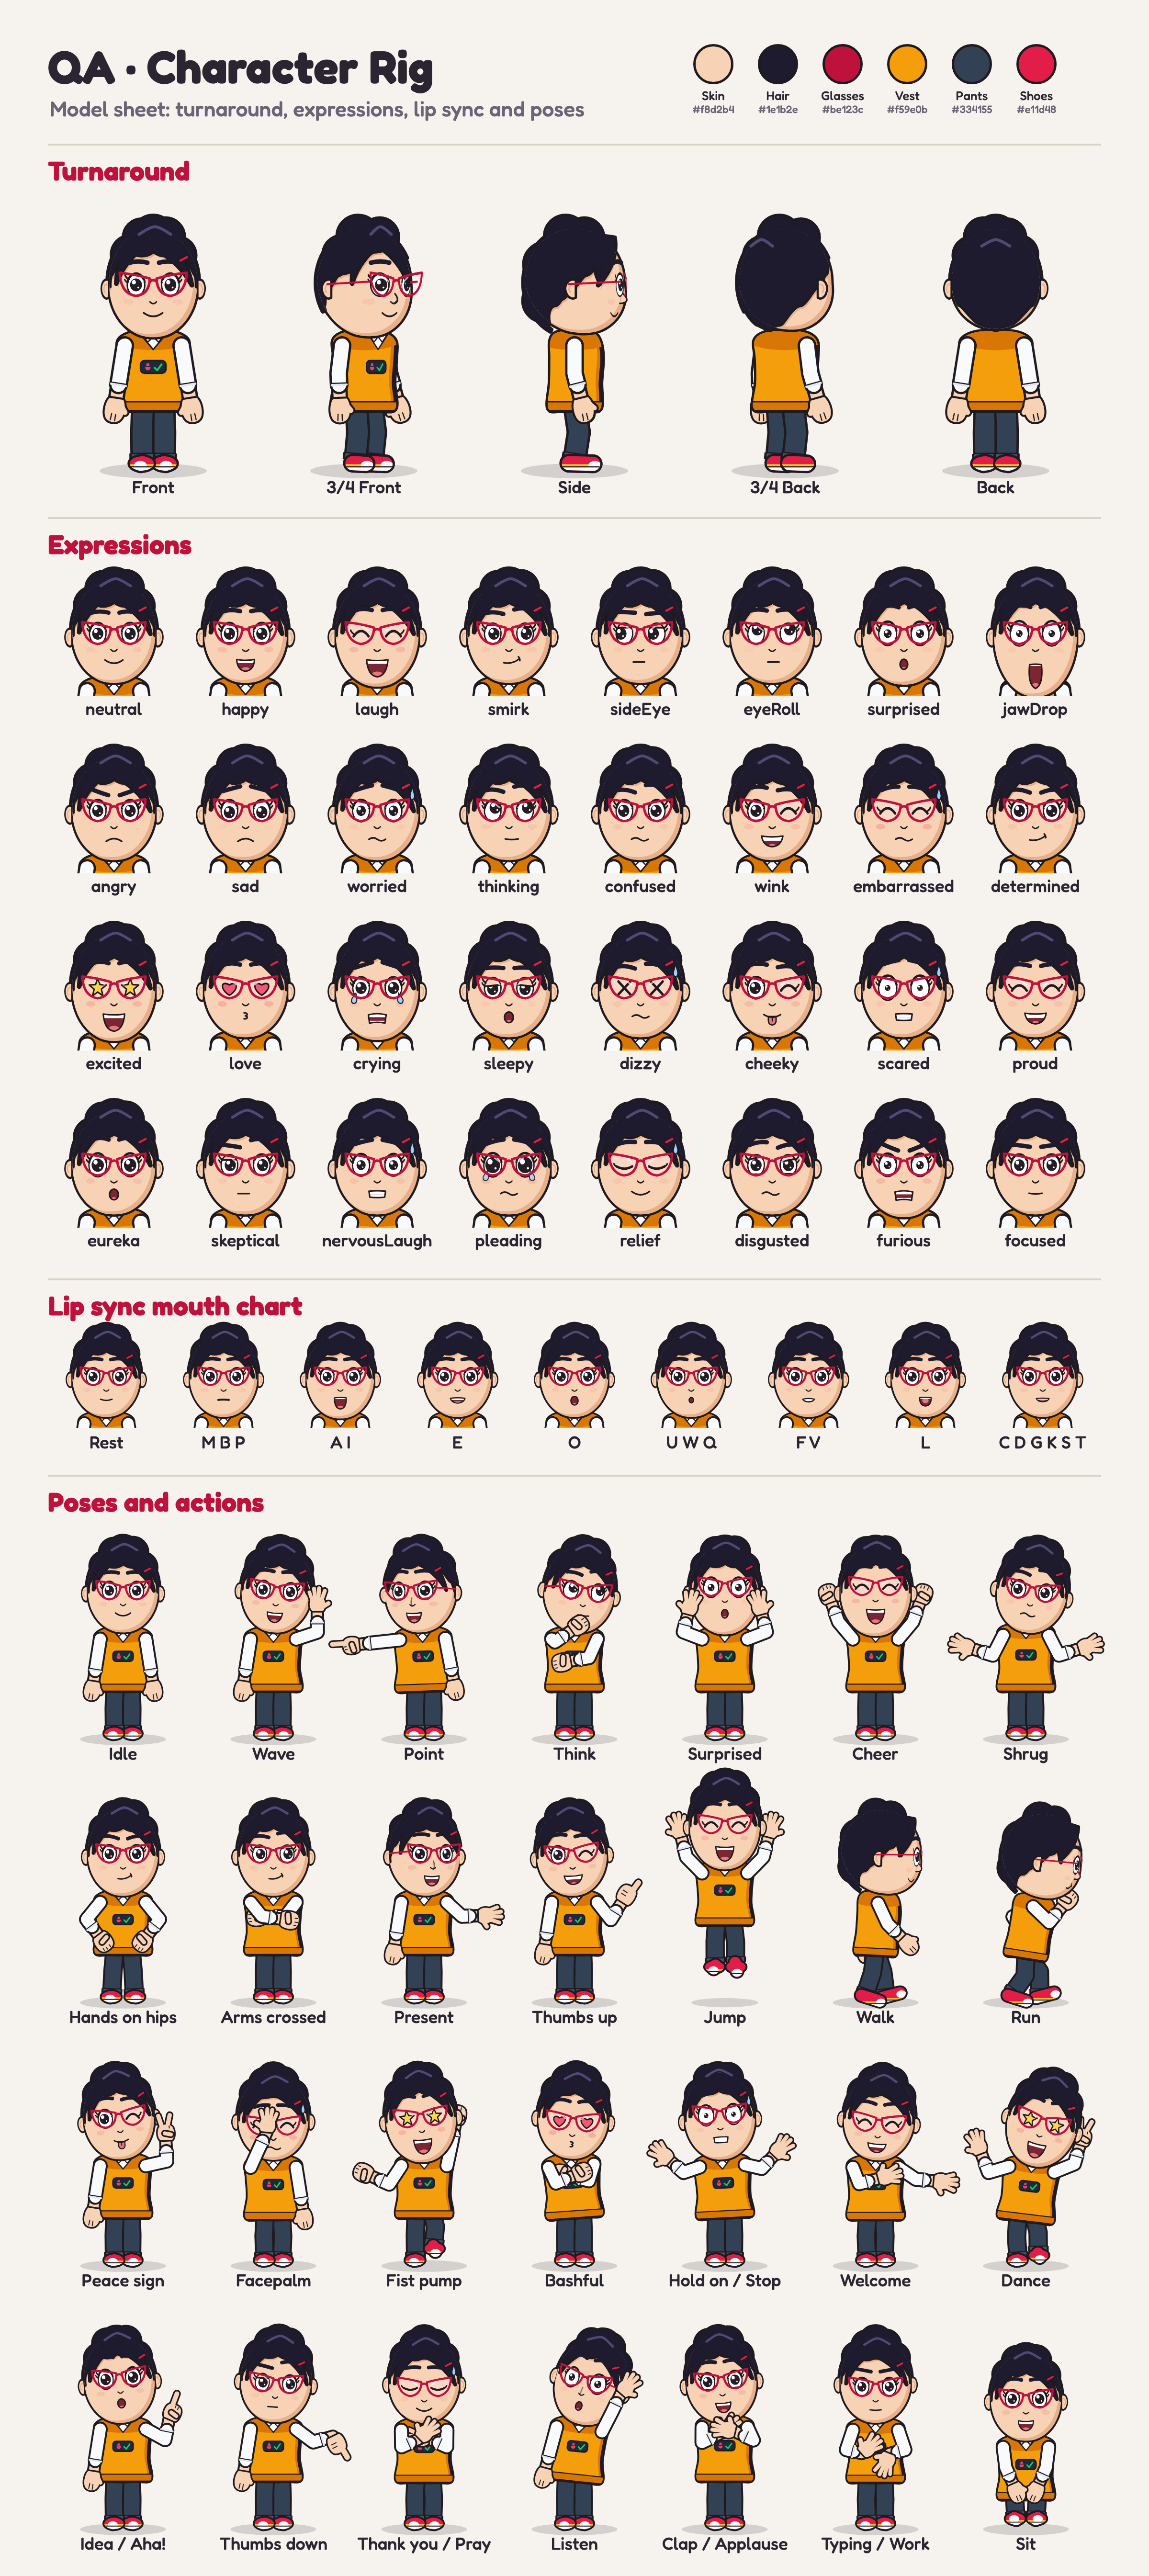 QA · Character Rig
Model sheet: turnaround, expressions, lip sync and poses
Skin Hair Glasses Vest Pants Shoes
#f8d2b4 #1e1b2e #be123c #f59e0b #334155 #e11d48
Turnaround
Front 3/4 Front Side 3/4 Back Back
Expressions
neutral happy laugh smirk sideEye eyeRoll surprised jawDrop
angry sad worried thinking confused wink embarrassed determined
excited love crying sleepy dizzy cheeky scared proud
eureka skeptical nervousLaugh pleading relief disgusted furious focused
Lip sync mouth chart
Rest M B P A I E O U W Q F V L C D G K S T
Poses and actions
Idle Wave Point Think Surprised Cheer Shrug
Hands on hips Arms crossed Present Thumbs up Jump Walk Run
Peace sign Facepalm Fist pump Bashful Hold on / Stop Welcome Dance
Idea / Aha! Thumbs down Thank you / Pray Listen Clap / Applause Typing / Work Sit